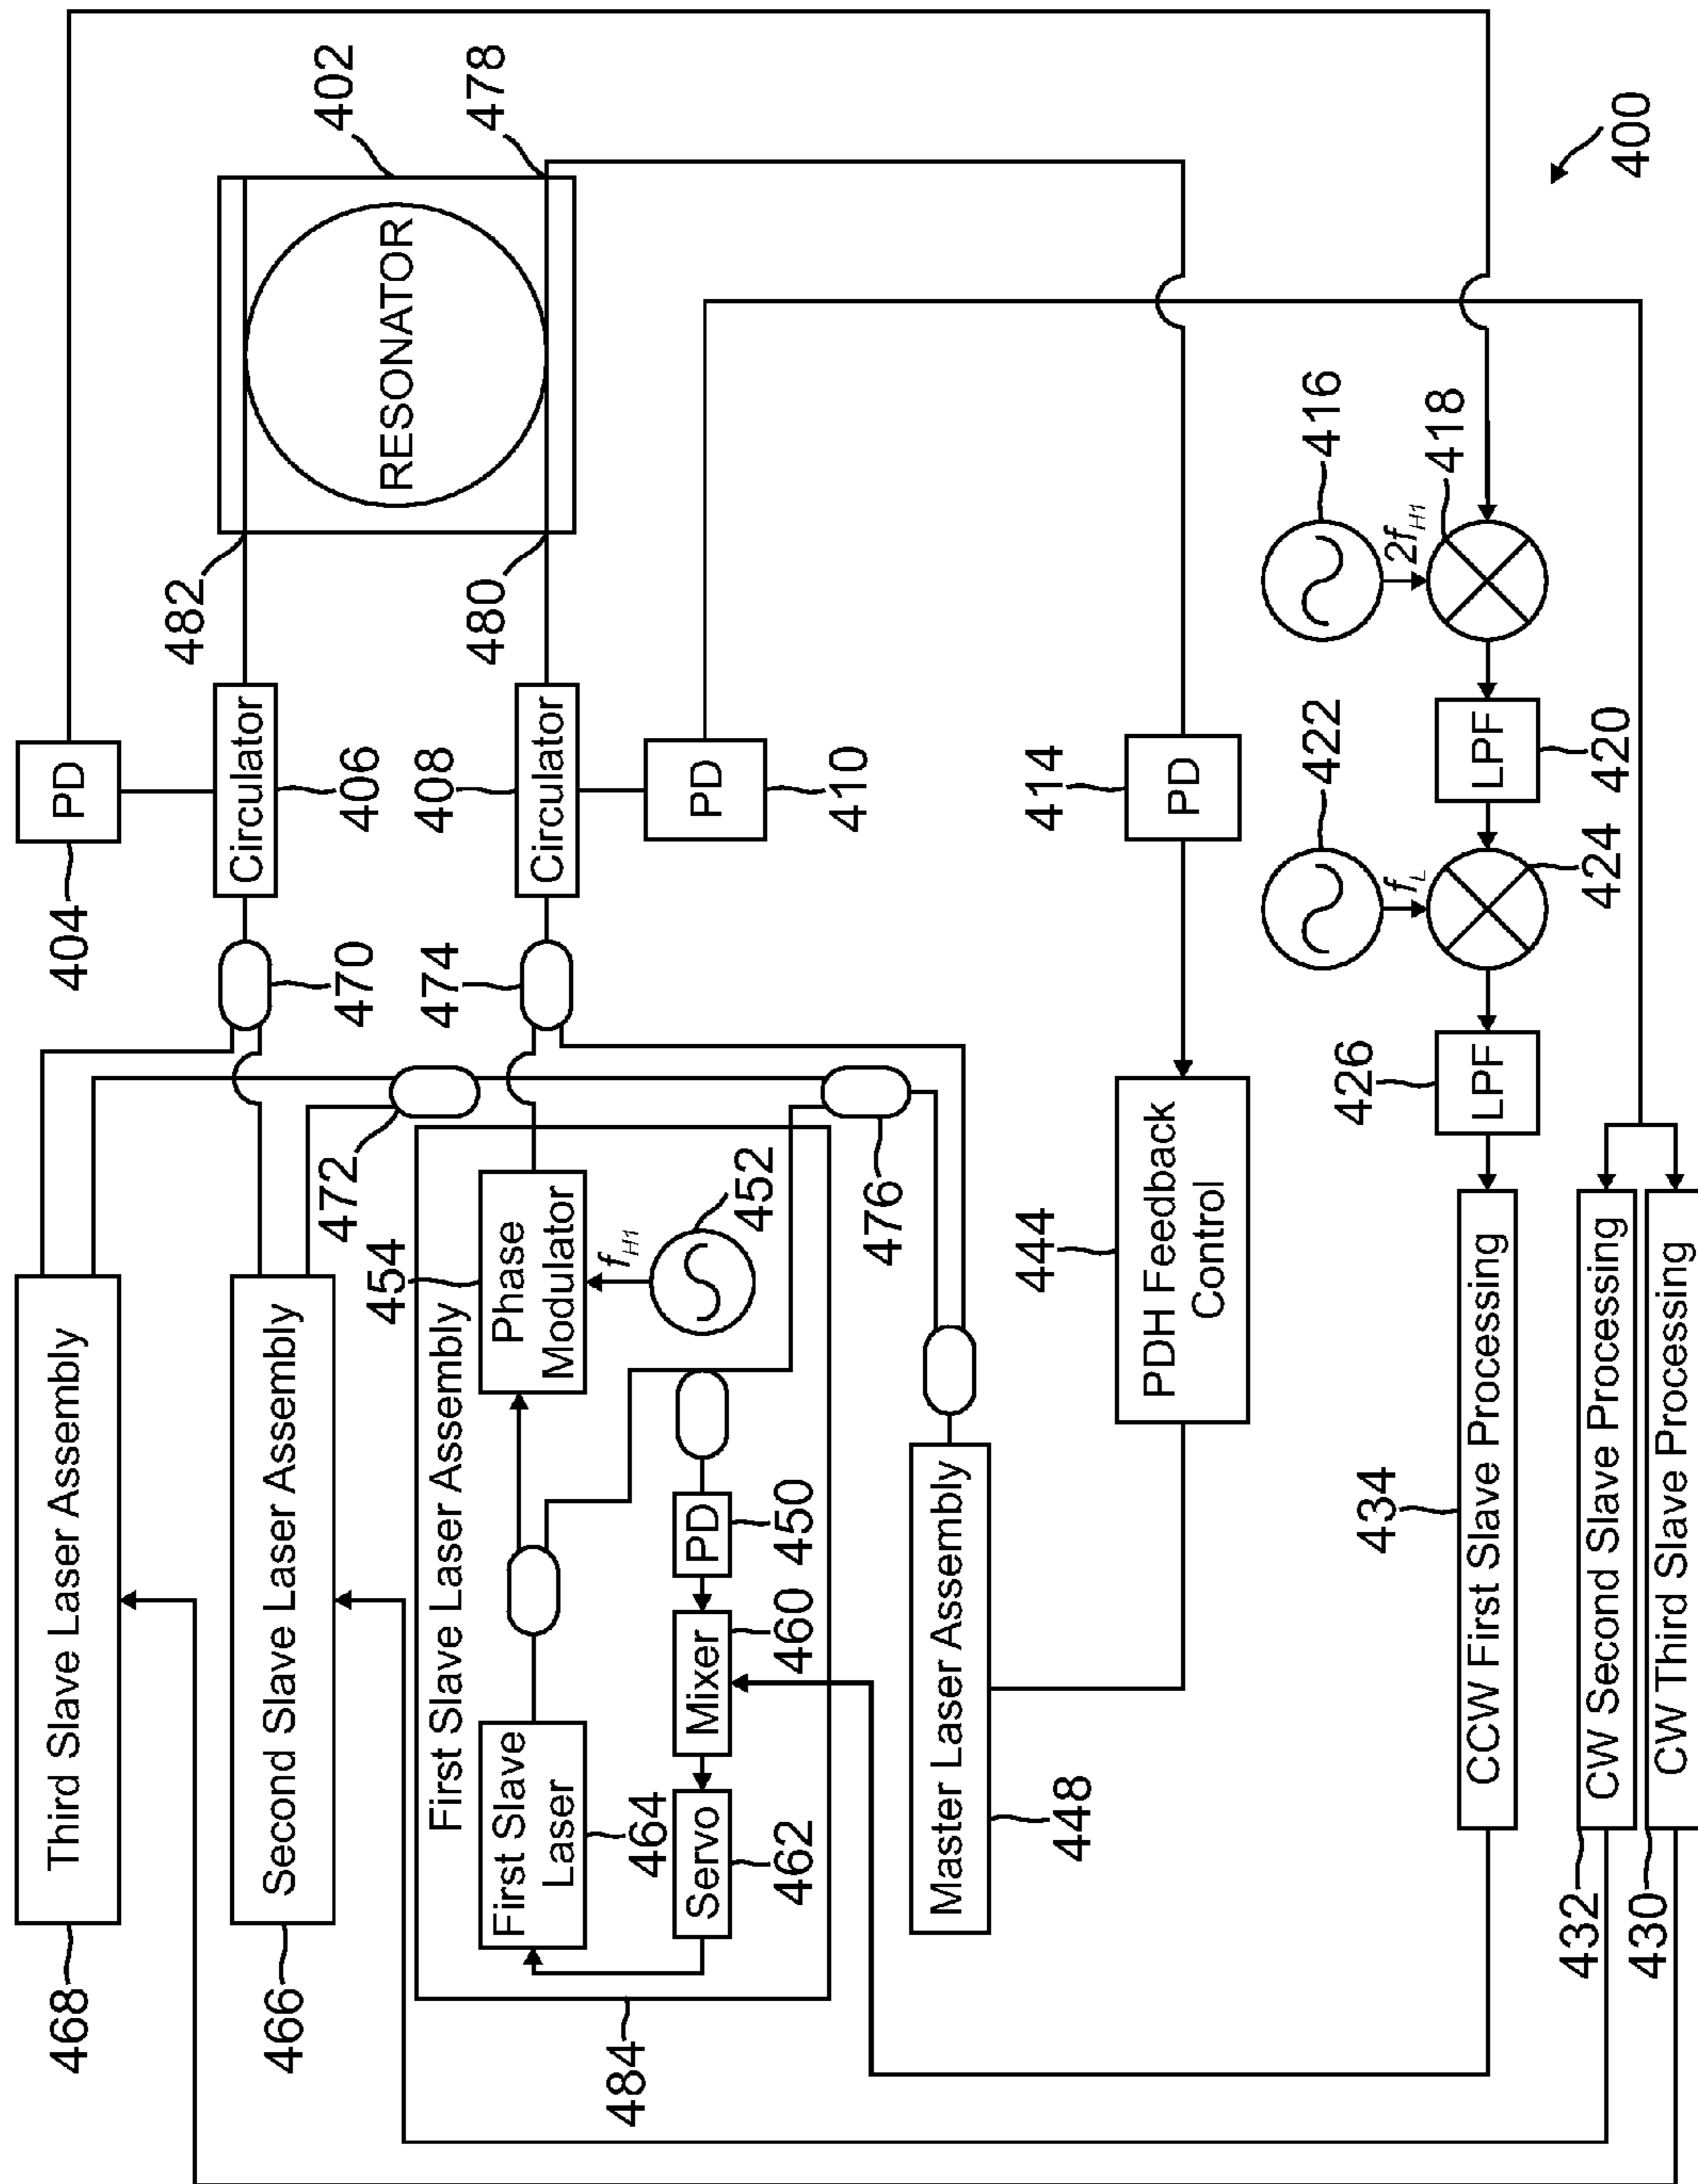 468
Third Slave Laser Assembly
404
PD
466
Second Slave Laser Assembly
470
Circulator
406
482
RESONATOR
402
484
First Slave Laser Assembly
472
454
Phase
Modulator
fH1
452
First Slave
Laser
464
Servo
462
Mixer
460
PD
450
474
408
Circulator
480
478
PD
410
476
Master Laser Assembly
448
444
PDH Feedback
Control
414
PD
434
CCW First Slave Processing
426
LPF
422
fL
424
LPF
420
416
2fH1
418
432
CW Second Slave Processing
430
CW Third Slave Processing
400